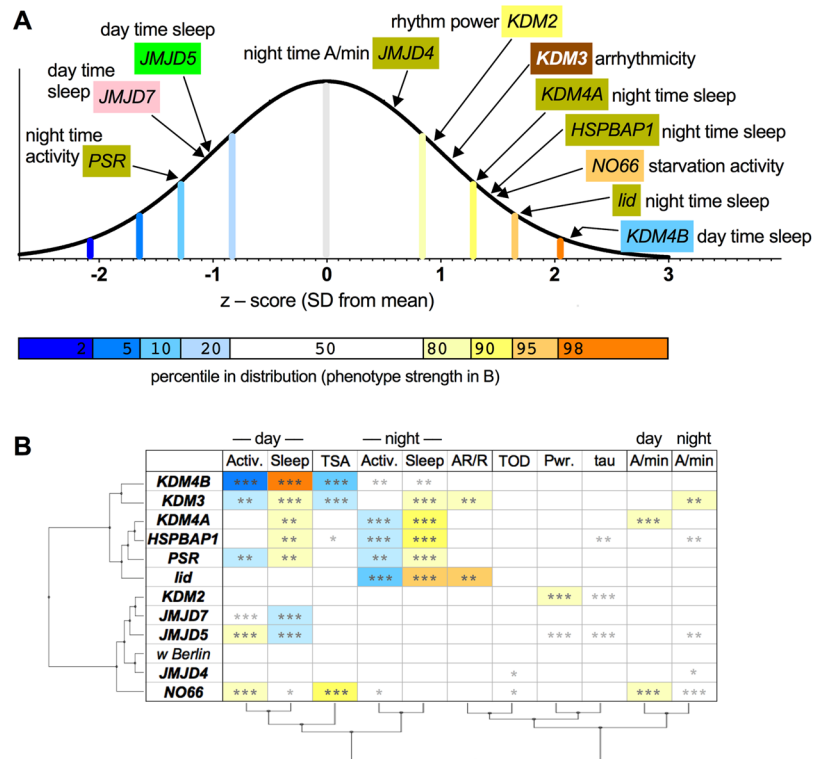 A
rhythm power KDM2
day time sleep
JMJD5
night time A/min JMJD4
KDM3 arrhythmicity
day time
sleep JMJD7
KDM4A night time sleep
HSPBAP1 night time sleep
night time
activity PSR
NO66 starvation activity
lid night time sleep
KDM4B day time sleep
-2 -1 0 1 2 3
z – score (SD from mean)
2 5 10 20 50 80 90 95 98
percentile in distribution (phenotype strength in B)
B
— day — — night — day night
Activ. Sleep TSA Activ. Sleep AR/R TOD Pwr. tau A/min A/min
KDM4B *** *** *** ** **
KDM3 ** *** *** *** ** **
KDM4A ** *** *** ***
HSPBAP1 ** * *** *** ** **
PSR ** ** ** ***
lid *** *** **
KDM2 *** ***
JMJD7 *** ***
JMJD5 *** *** *** *** **
w Berlin
JMJD4 * *
NO66 *** * *** * * *** ***